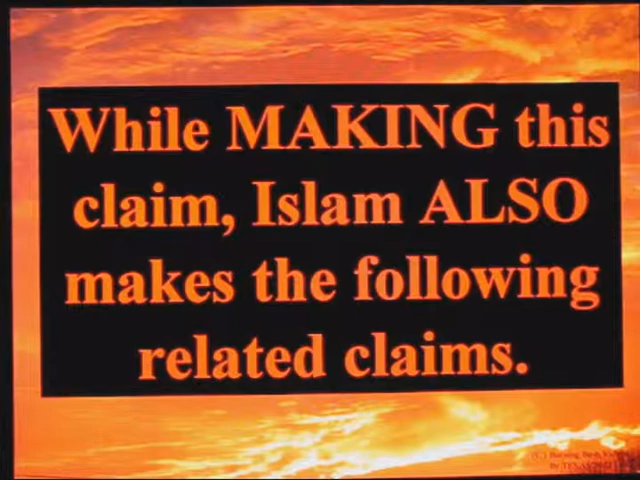 While MAKING this
claim, Islam ALSO
makes the following
related claims.